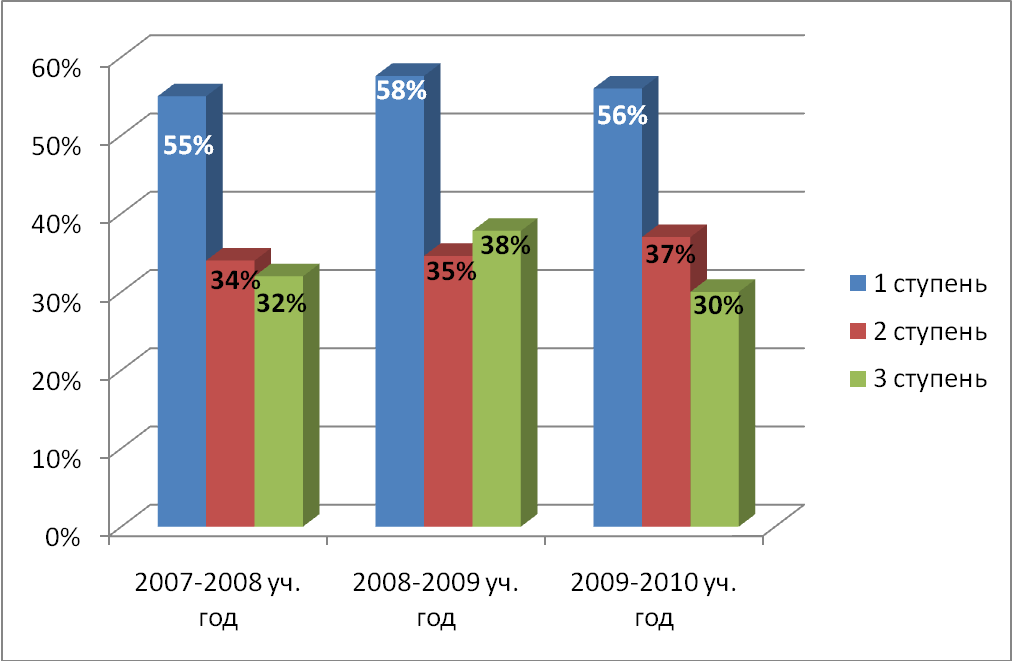 60%
50%
40%
30%
20%
10%
0%
55%
34%
32%
58%
35%
38%
56%
37%
30%
2007-2008 уч.
год
2008-2009 уч.
год
2009-2010 уч.
год
1 ступень
2 ступень
3 ступень